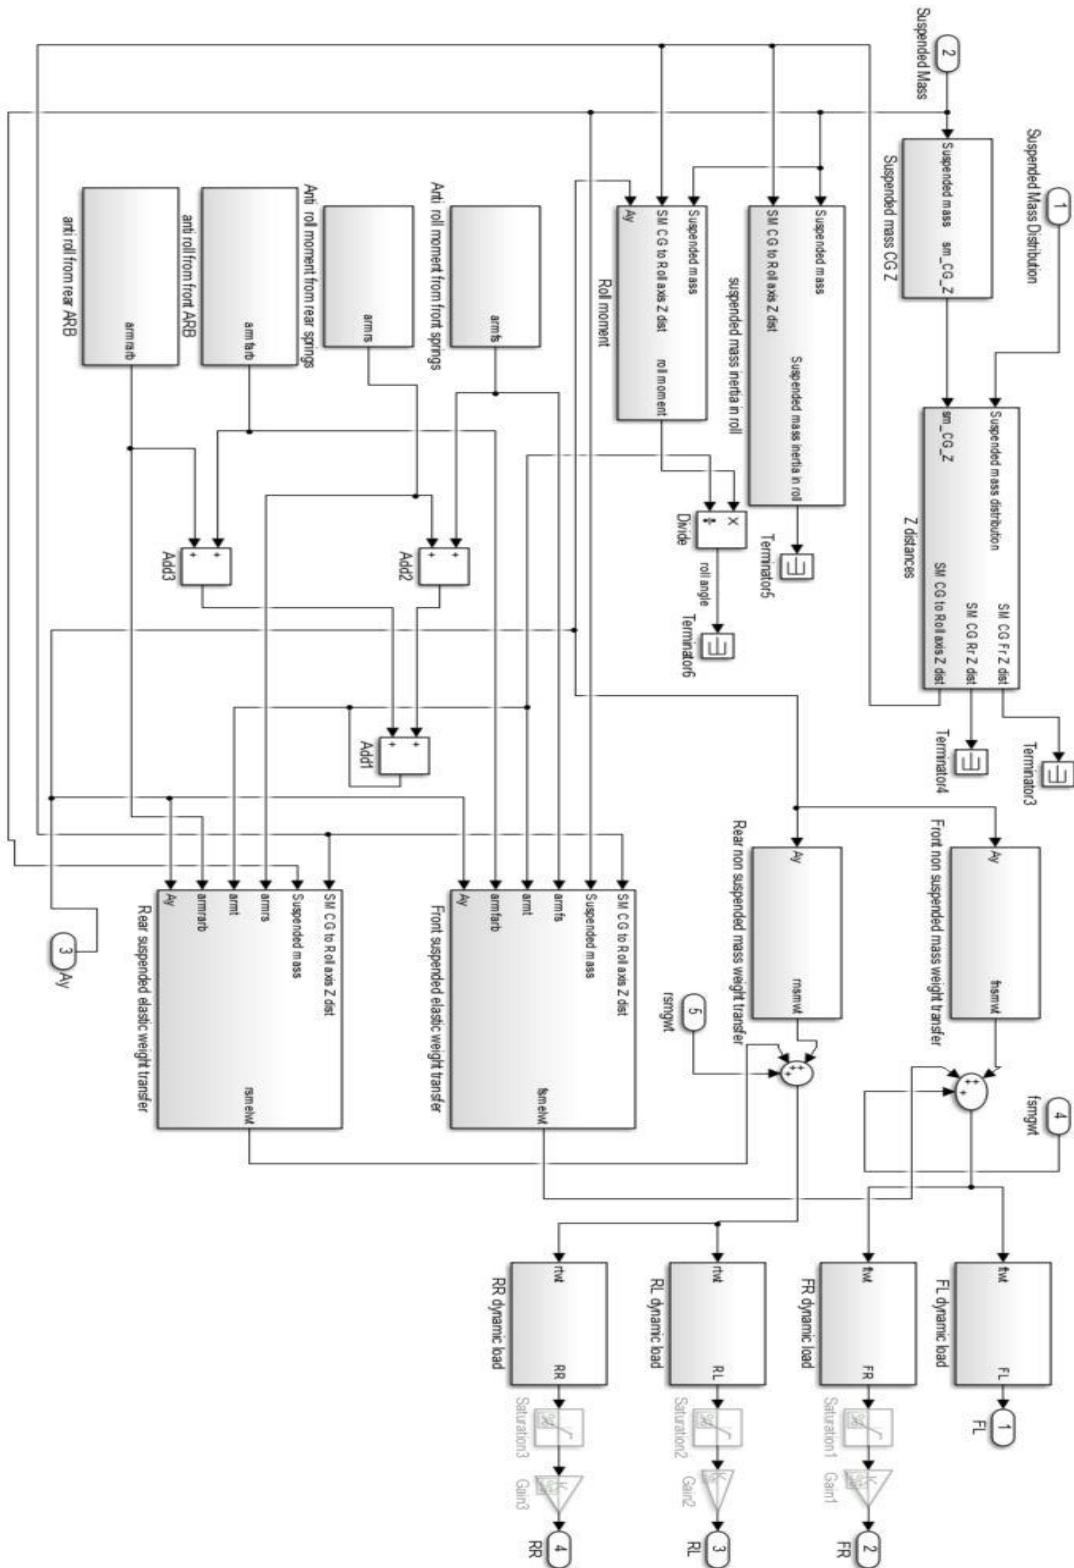 Suspended Mass Distribution
1
2
Suspended Mass
Suspended mass
sm_CG_Z
Suspended mass CG Z
Suspended mass distribution
sm_CG_Z
SM CG Fr Z dist
SM CG Rr Z dist
SM CG to Roll axis Z dist
Z distances
Terminator3
Terminator4
Suspended mass
SM CG to Roll axis Z dist
Suspended mass inertia in roll
suspended mass inertia in roll
Terminator5
Suspended mass
SM CG to Roll axis Z dist
Ay
roll moment
Roll moment
×
÷
Divide
roll angle
Terminator6
armfs
Anti roll moment from front springs
armrs
Anti roll moment from rear springs
armfarb
anti roll from front ARB
armrarb
anti roll from rear ARB
+
+
Add2
+
+
Add3
+
+
Add1
3
Ay
Ay
fnsmwt
Front non suspended mass weight transfer
Ay
rnsmwt
Rear non suspended mass weight transfer
4
fsmgwt
5
rsmgwt
SM CG to Roll axis Z dist
Suspended mass
armfs
armt
armfarb
Ay
fsmelwt
Front suspended elastic weight transfer
SM CG to Roll axis Z dist
Suspended mass
armrs
armt
armrarb
Ay
rsmelwt
Rear suspended elastic weight transfer
ftwt
FL
FL dynamic load
1
FL
ftwt
FR
FR dynamic load
Saturation1
Gain1
2
FR
rtwt
RL
RL dynamic load
Saturation2
Gain2
3
RL
rtwt
RR
RR dynamic load
Saturation3
Gain3
4
RR